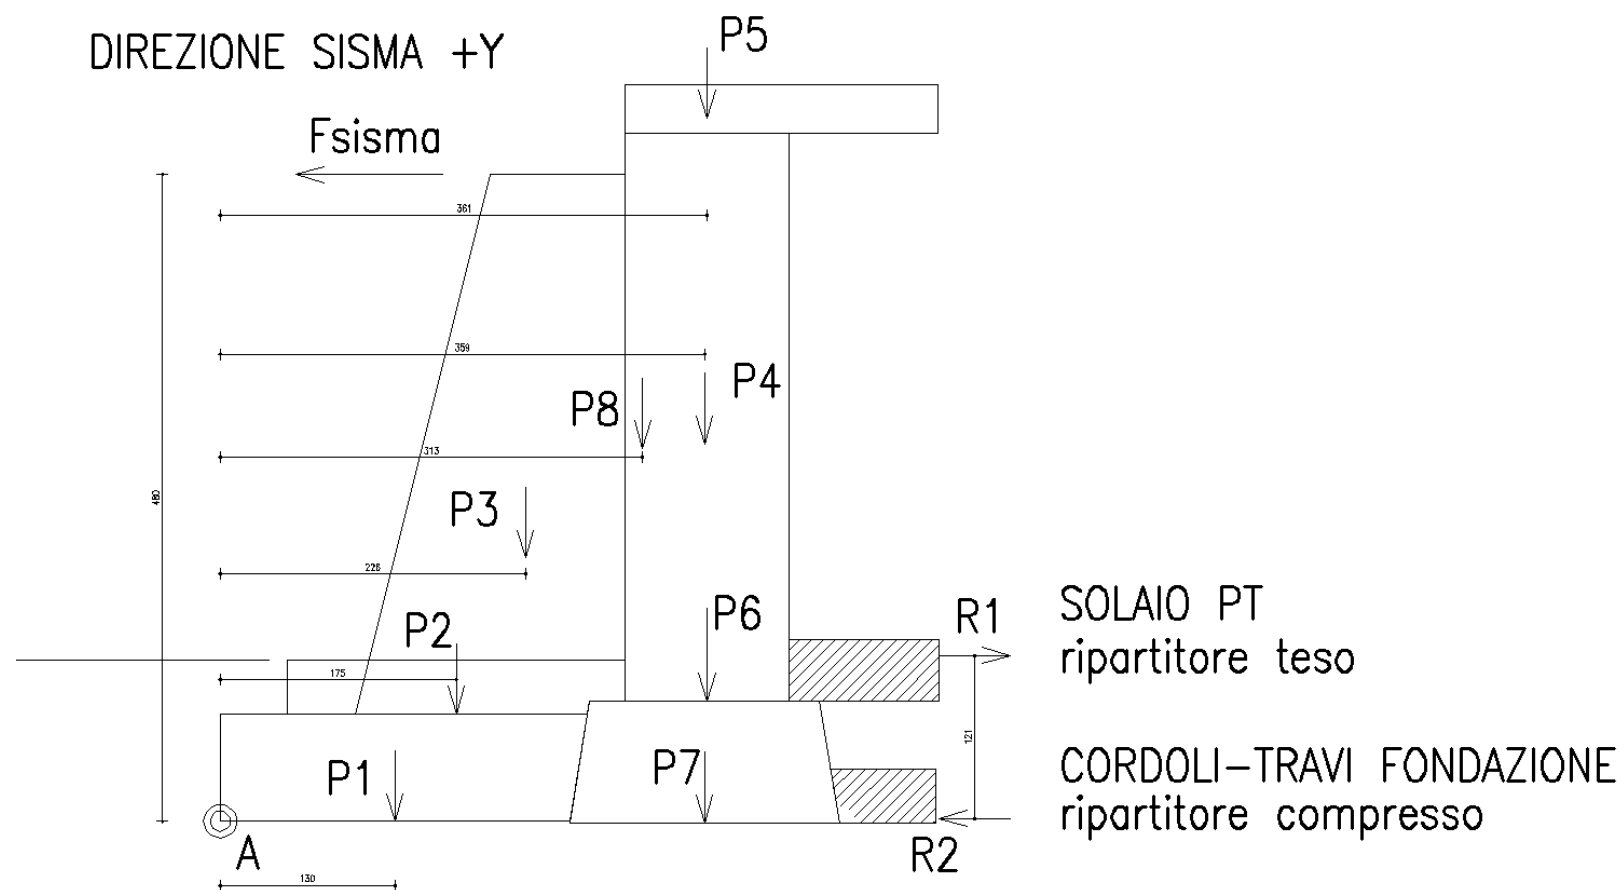 DIREZIONE SISMA +Y
P5
Fsisma
361
359
P4
P8
313
480
P3
226
P2
P6
R1
SOLAIO PT
ripartitore teso
175
121
P1
P7
CORDOLI-TRAVI FONDAZIONE
ripartitore compresso
A
R2
130